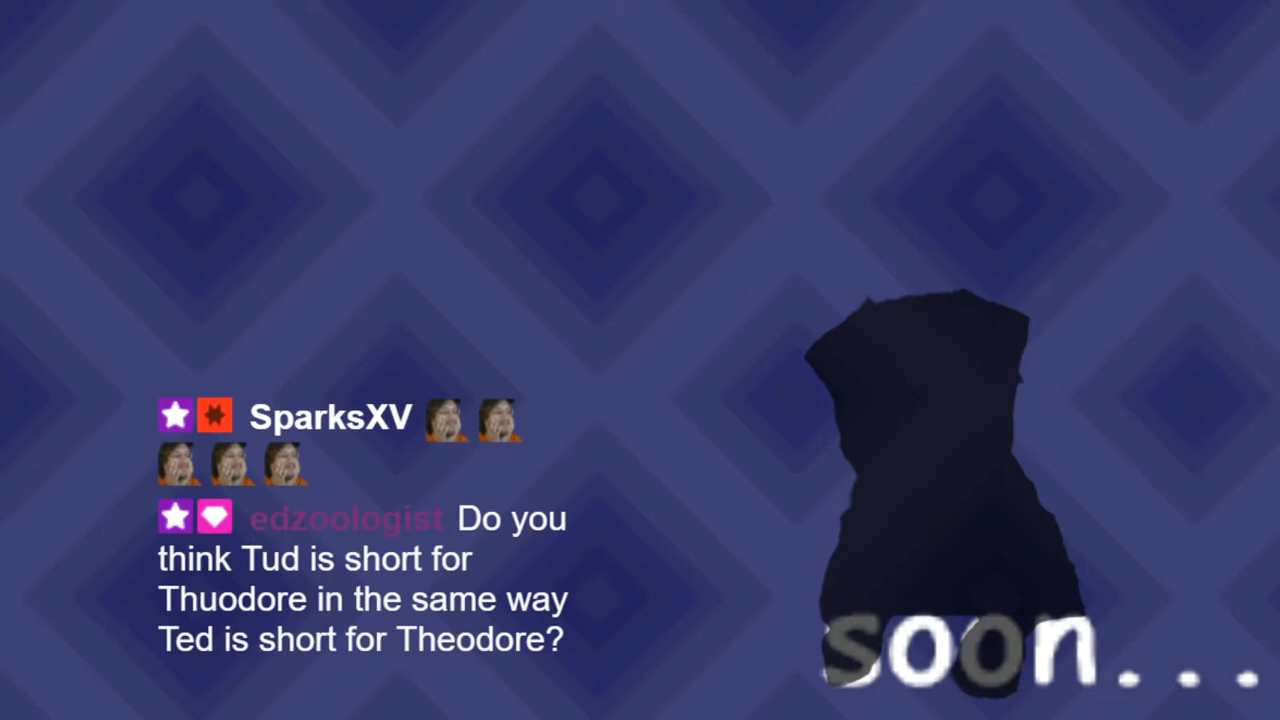 SparksXV
edzoologist Do you
think Tud is short for
Thuodore in the same way
Ted is short for Theodore?
soon...